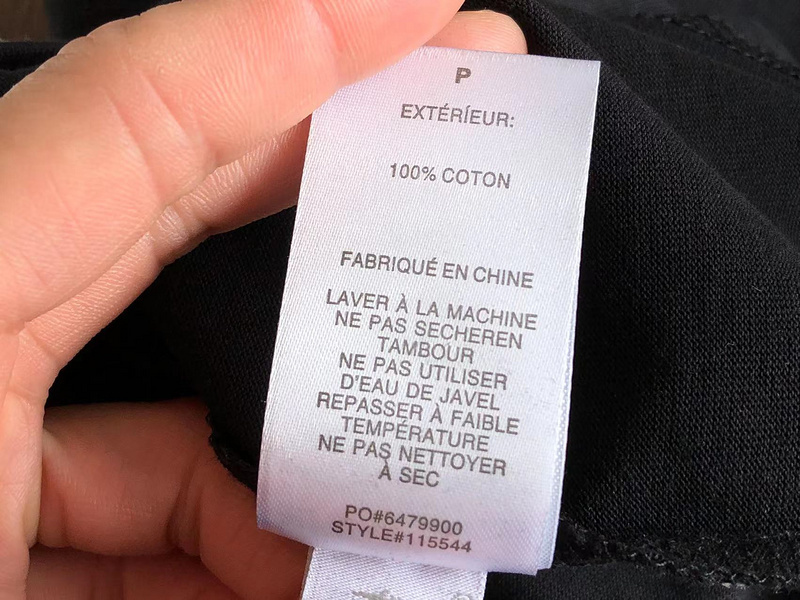 P
EXTÉRÍEUR:
100% COTON
FABRIQUÉ EN CHINE
LAVER À LA MACHINE
NE PAS SECHEREN
TAMBOUR
NE PAS UTILISER
D'EAU DE JAVEL
REPASSER À FAIBLE
TEMPÉRATURE
NE PAS NETTOYER
À SEC
PO#6479900
STYLE#115544